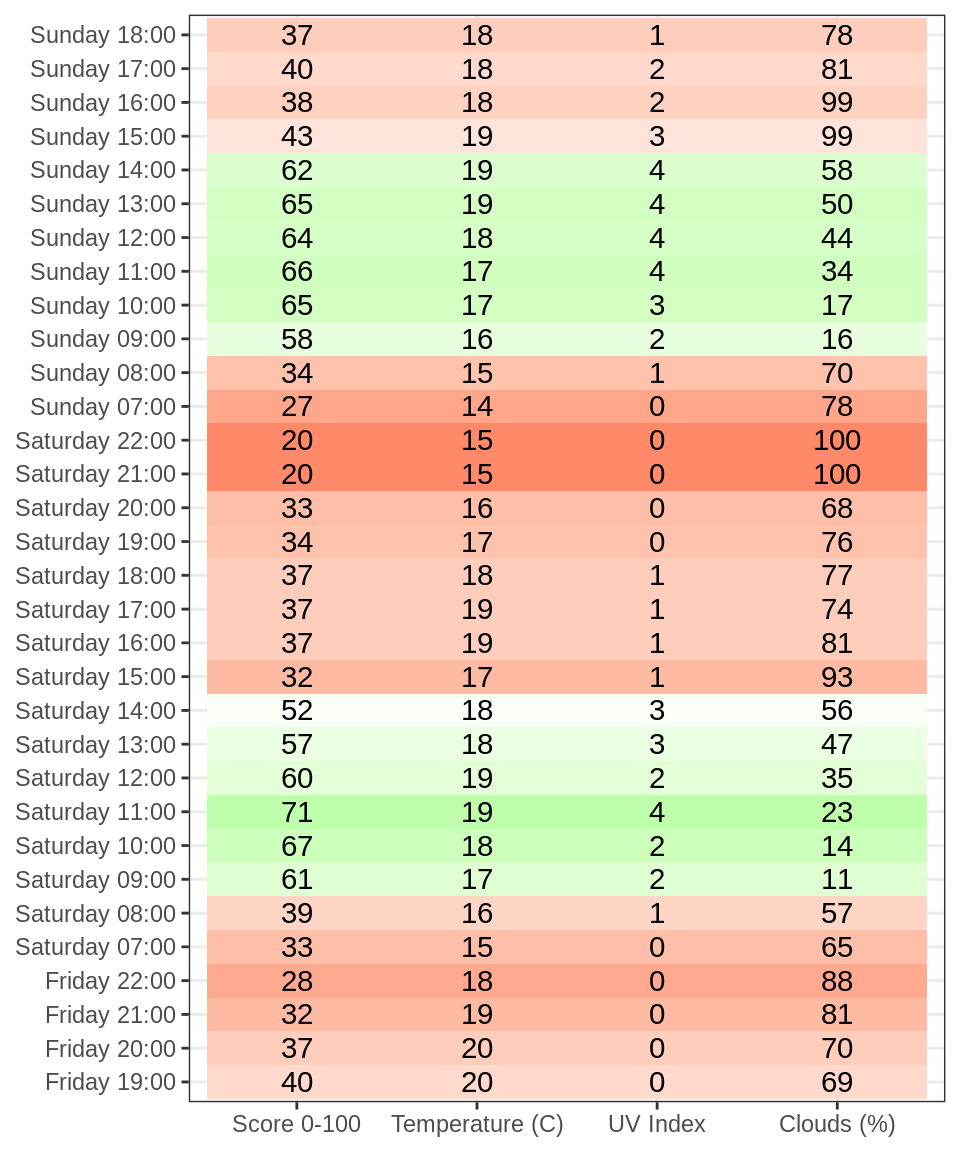 Sunday 18:00 37 18 1 78
Sunday 17:00 40 18 2 81
Sunday 16:00 38 18 2 99
Sunday 15:00 43 19 3 99
Sunday 14:00 62 19 4 58
Sunday 13:00 65 19 4 50
Sunday 12:00 64 18 4 44
Sunday 11:00 66 17 4 34
Sunday 10:00 65 17 3 17
Sunday 09:00 58 16 2 16
Sunday 08:00 34 15 1 70
Sunday 07:00 27 14 0 78
Saturday 22:00 20 15 0 100
Saturday 21:00 20 15 0 100
Saturday 20:00 33 16 0 68
Saturday 19:00 34 17 0 76
Saturday 18:00 37 18 1 77
Saturday 17:00 37 19 1 74
Saturday 16:00 37 19 1 81
Saturday 15:00 32 17 1 93
Saturday 14:00 52 18 3 56
Saturday 13:00 57 18 3 47
Saturday 12:00 60 19 2 35
Saturday 11:00 71 19 4 23
Saturday 10:00 67 18 2 14
Saturday 09:00 61 17 2 11
Saturday 08:00 39 16 1 57
Saturday 07:00 33 15 0 65
Friday 22:00 28 18 0 88
Friday 21:00 32 19 0 81
Friday 20:00 37 20 0 70
Friday 19:00 40 20 0 69
Score 0-100 Temperature (C) UV Index Clouds (%)